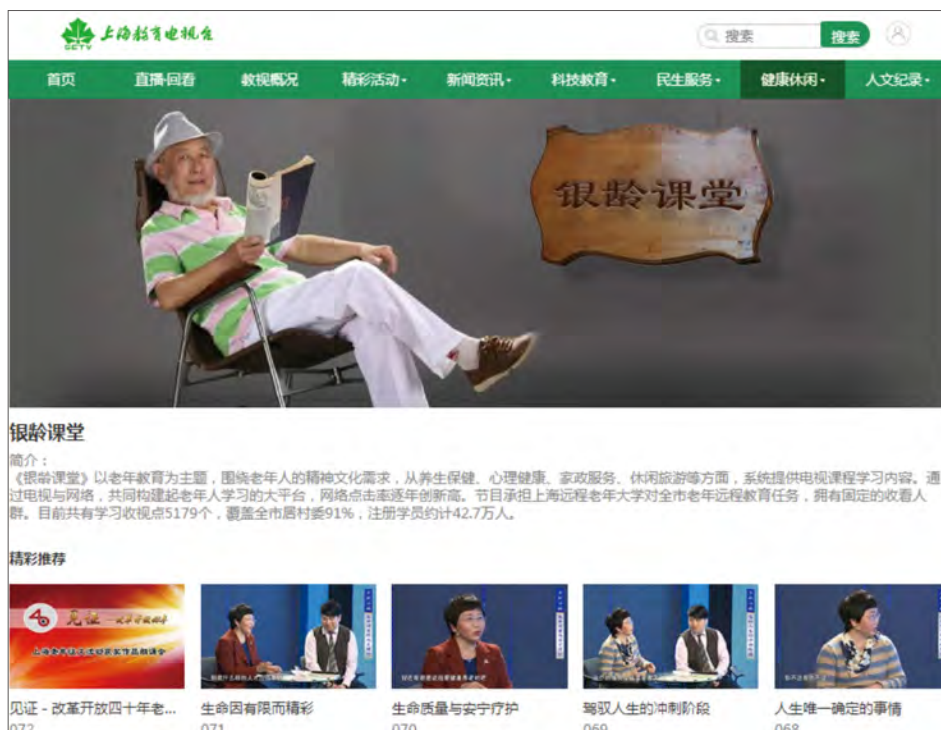 SETV
上海教育电视台
搜索
搜索
首页
直播·回看
教视概况
精彩活动
新闻资讯
科技教育
民生服务
健康休闲
人文纪录
银龄课堂
银龄课堂
简介：
《银龄课堂》以老年教育为主题，围绕老年人的精神文化需求，从养生保健、心理健康、家政服务、休闲旅游等方面，系统提供电视课程学习内容。通
过电视与网络，共同构建起老年人学习的大平台，网络点击率逐年创新高。节目承担上海远程老年大学对全市老年远程教育任务，拥有固定的收看人
群。目前共有学习收视点5179个，覆盖全市居村委91%，注册学员约计42.7万人。
精彩推荐
见证
见证 - 改革开放四十年老...
生命因有限而精彩
生命质量与安宁疗护
驾驭人生的冲刺阶段
人生唯一确定的事情
072
071
070
069
068